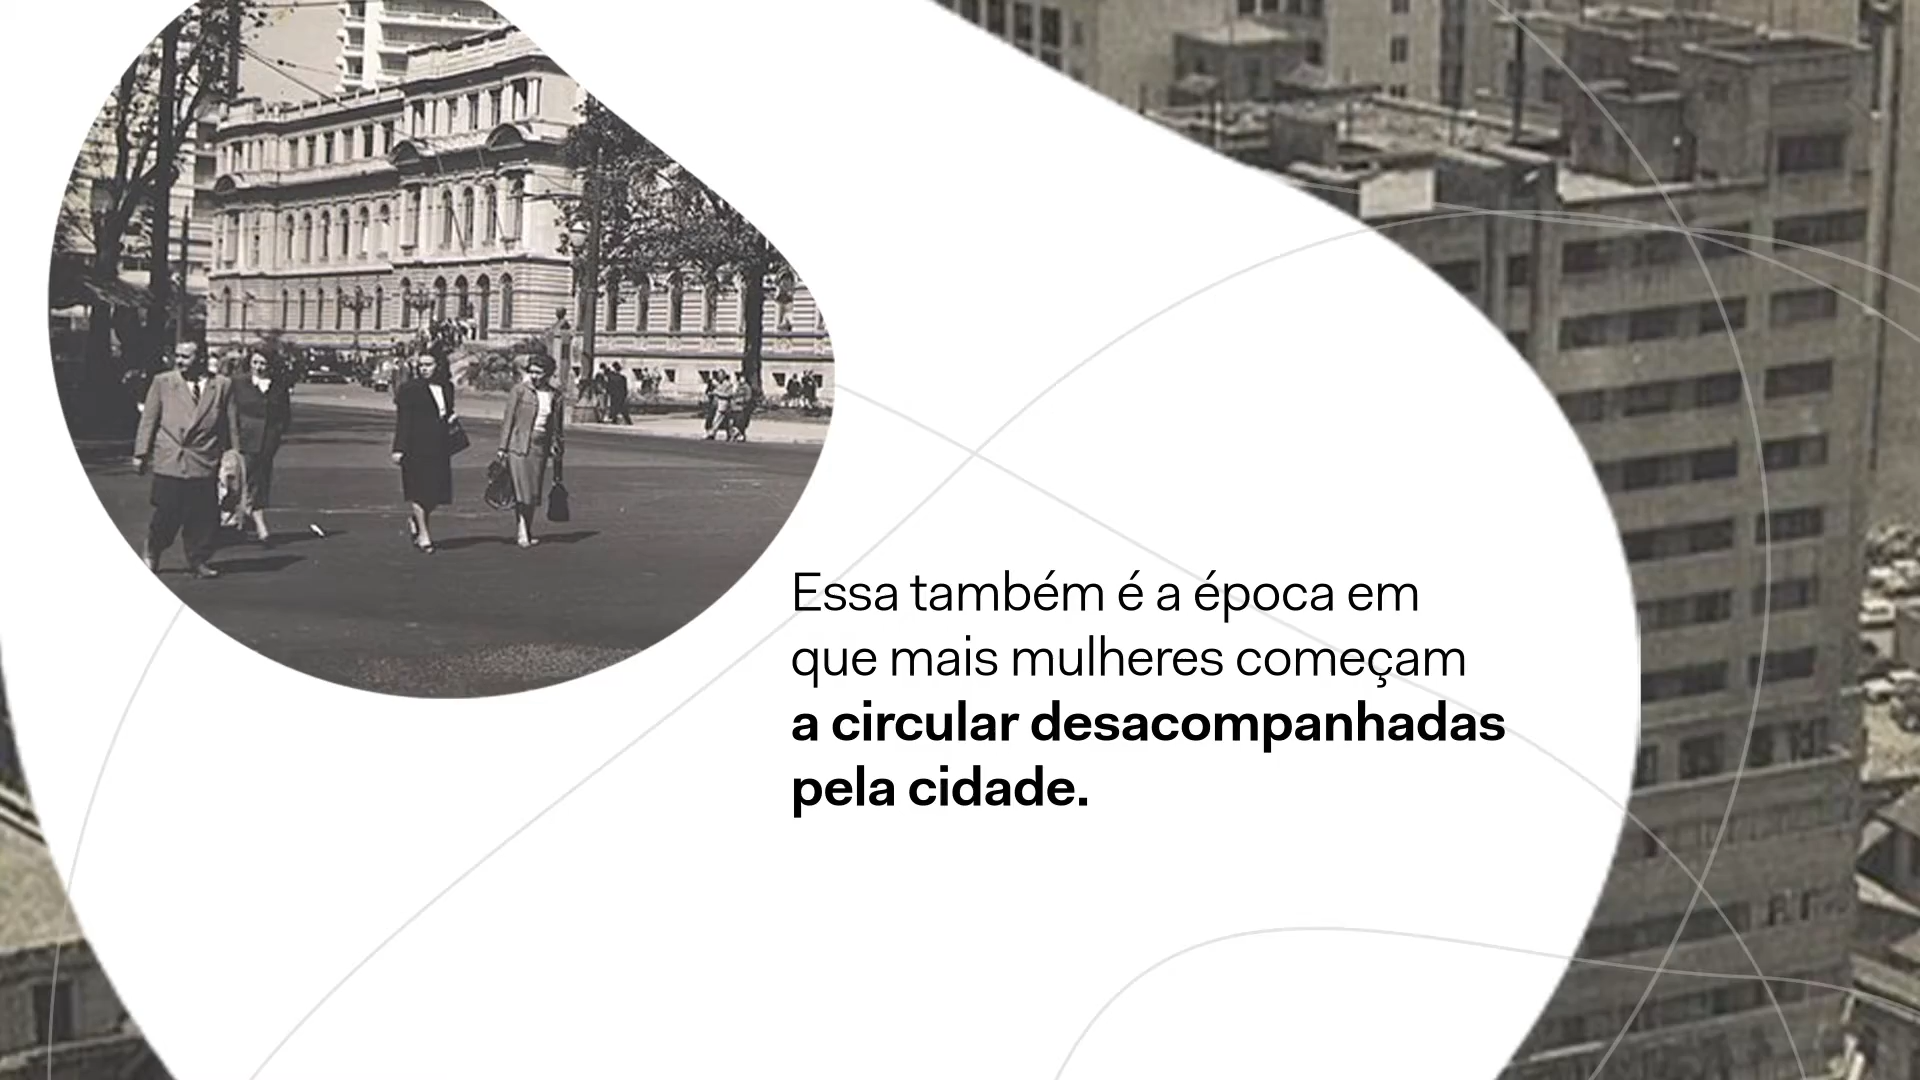 Essa também é a época em
que mais mulheres começam
a circular desacompanhadas
pela cidade.